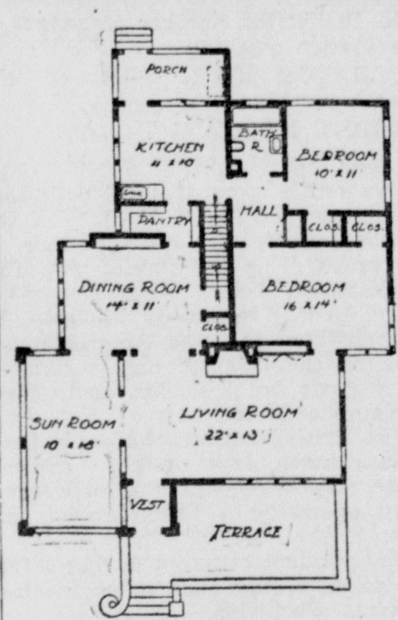 PORCH
KITCHEN
11 x 10
BATH
R
BEDROOM
10' x 11'
SINK
PANTRY
HALL
CLOS.
CLOS.
DINING ROOM
14' x 11'
BEDROOM
16 x 14'
CLOS.
SUN ROOM
10 x 18'
LIVING ROOM
22' x 13'
VEST
TERRACE